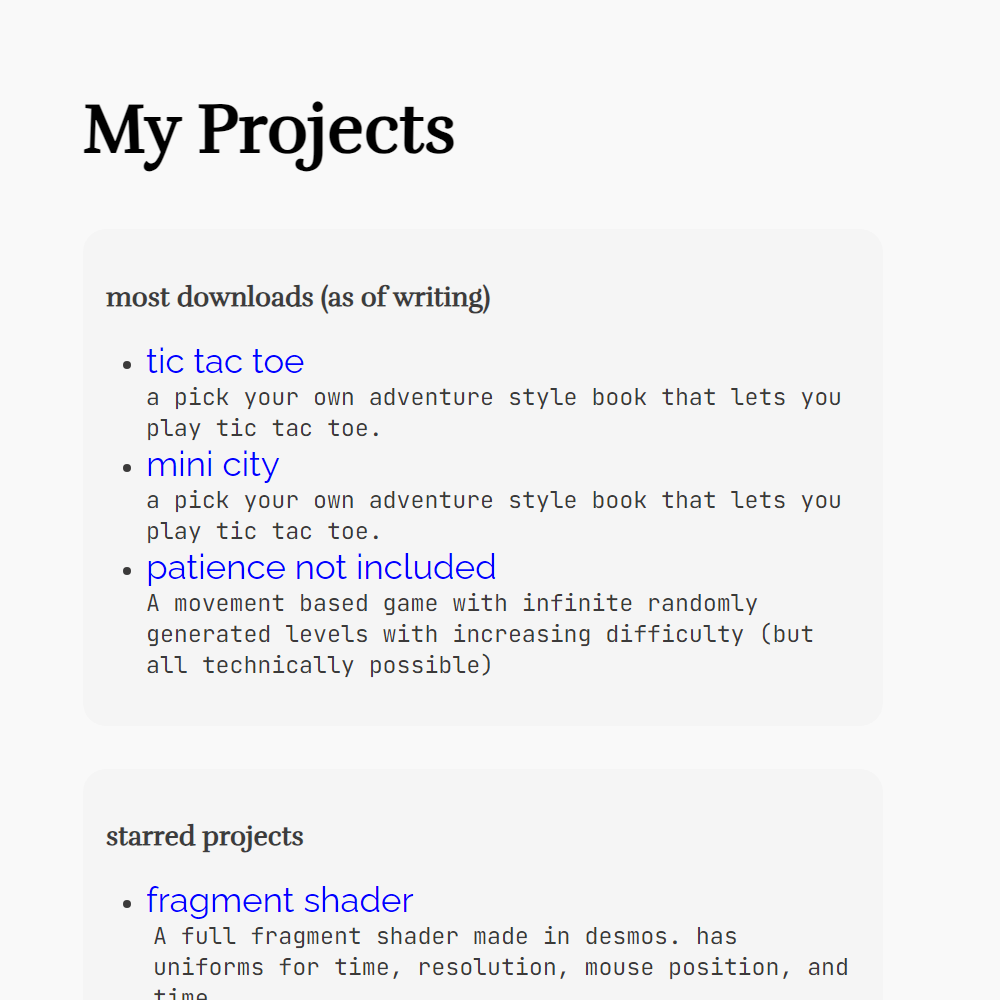 My Projects
most downloads (as of writing)
tic tac toe
a pick your own adventure style book that lets you
play tic tac toe.
mini city
a pick your own adventure style book that lets you
play tic tac toe.
patience not included
A movement based game with infinite randomly
generated levels with increasing difficulty (but
all technically possible)
starred projects
fragment shader
A full fragment shader made in desmos. has
uniforms for time, resolution, mouse position, and
time